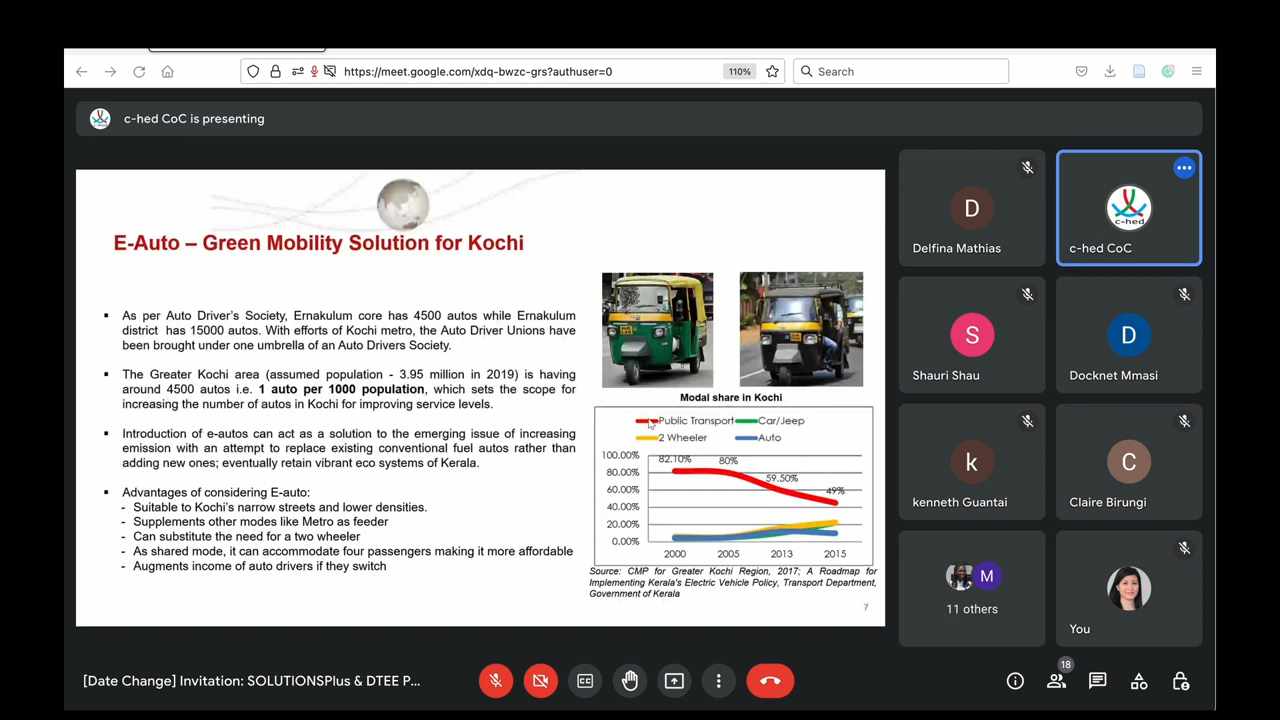 https://meet.google.com/xdq-bwzc-grs?authuser=0
110%
Search
c-hed CoC is presenting
E-Auto – Green Mobility Solution for Kochi
▪ As per Auto Driver's Society, Ernakulum core has 4500 autos while Ernakulum
district has 15000 autos. With efforts of Kochi metro, the Auto Driver Unions have
been brought under one umbrella of an Auto Drivers Society.
▪ The Greater Kochi area (assumed population - 3.95 million in 2019) is having
around 4500 autos i.e. 1 auto per 1000 population, which sets the scope for
increasing the number of autos in Kochi for improving service levels.
▪ Introduction of e-autos can act as a solution to the emerging issue of increasing
emission with an attempt to replace existing conventional fuel autos rather than
adding new ones; eventually retain vibrant eco systems of Kerala.
▪ Advantages of considering E-auto:
- Suitable to Kochi's narrow streets and lower densities.
- Supplements other modes like Metro as feeder
- Can substitute the need for a two wheeler
- As shared mode, it can accommodate four passengers making it more affordable
- Augments income of auto drivers if they switch
Modal share in Kochi
Public Transport Car/Jeep
2 Wheeler Auto
100.00%
80.00%
60.00%
40.00%
20.00%
0.00%
82.10% 80% 59.50% 49%
2000 2005 2013 2015
Source: CMP for Greater Kochi Region, 2017; A Roadmap for
Implementing Kerala's Electric Vehicle Policy, Transport Department,
Government of Kerala
7
D
Delfina Mathias
c-hed
c-hed CoC
S
Shauri Shau
D
Docknet Mmasi
k
kenneth Guantai
C
Claire Birungi
M
11 others
You
[Date Change] Invitation: SOLUTIONSPlus & DTEE P...
CC
18